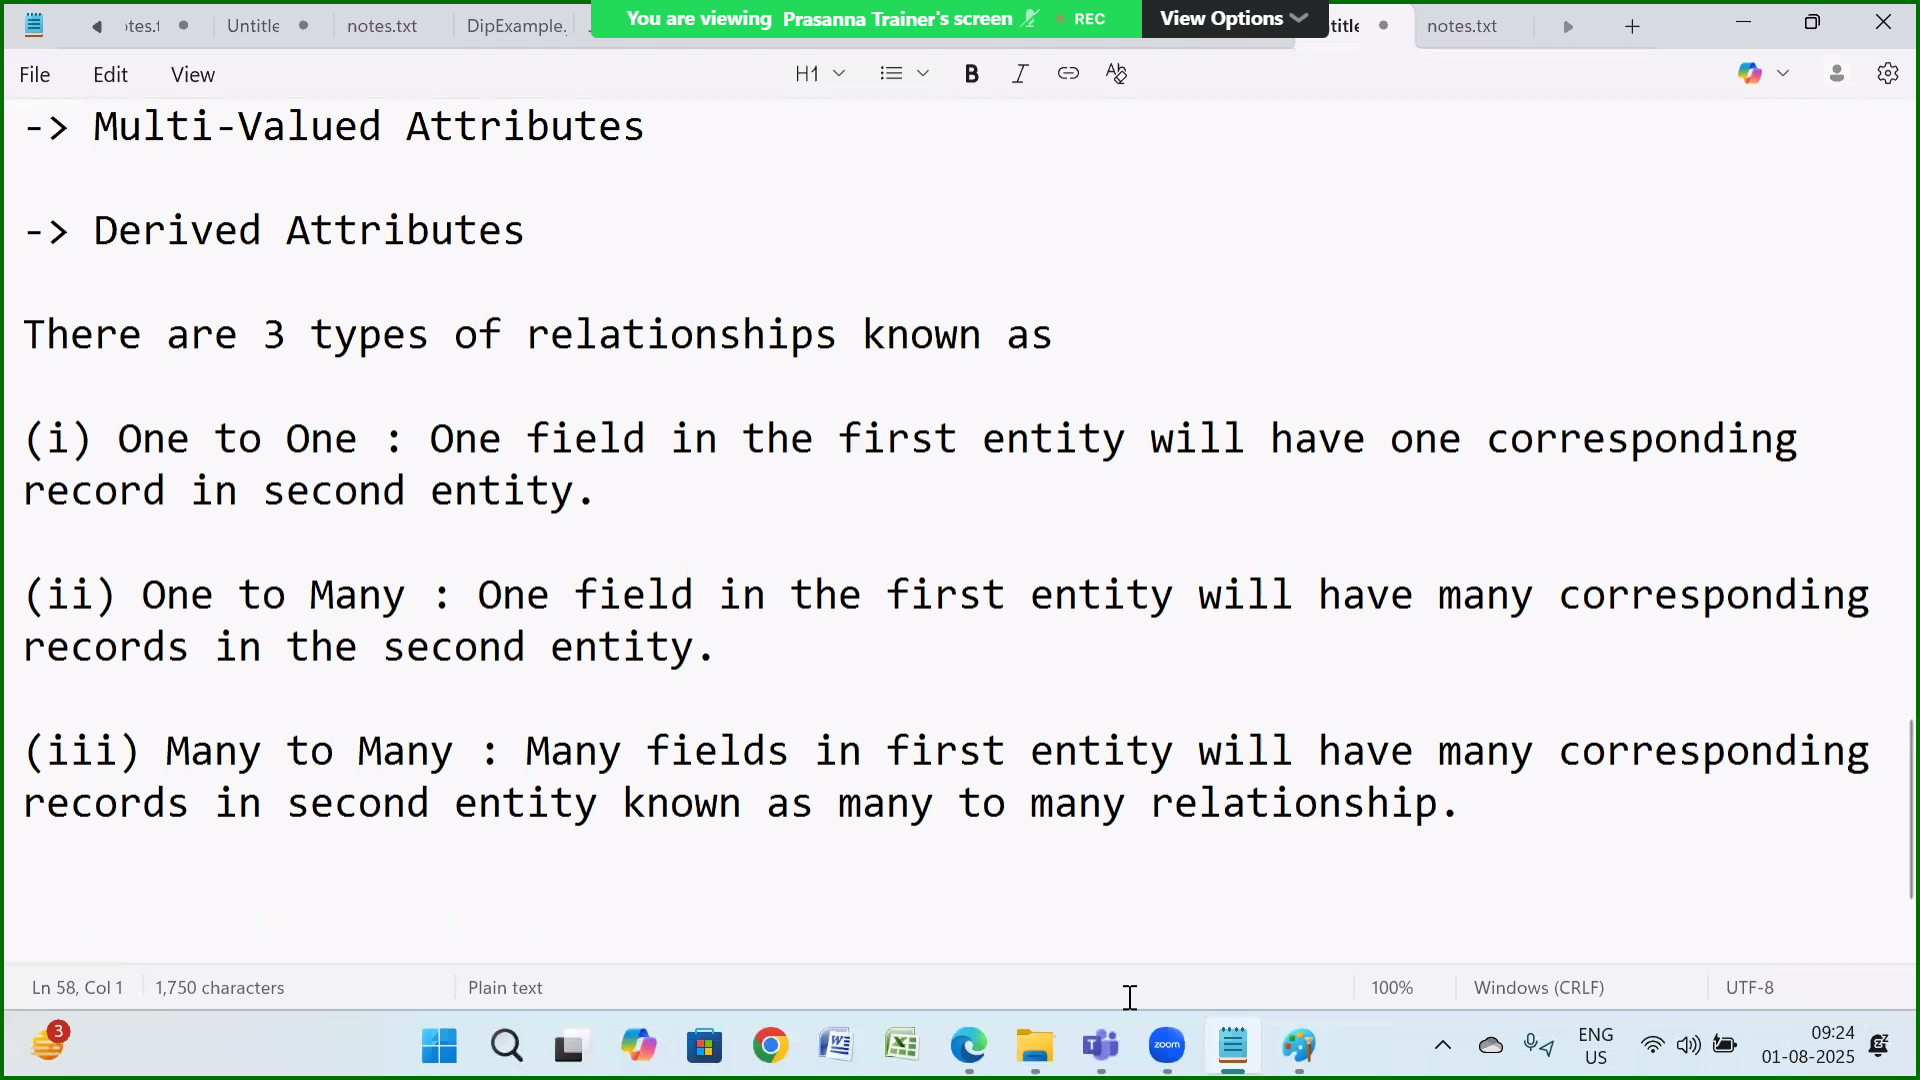 otes.t
Untitle
notes.txt
DipExample.
You are viewing Prasanna Trainer's screen
REC
View Options
title
notes.txt
File
Edit
View
H1
B
I
-> Multi-Valued Attributes
-> Derived Attributes
There are 3 types of relationships known as
(i) One to One : One field in the first entity will have one corresponding
record in second entity.
(ii) One to Many : One field in the first entity will have many corresponding
records in the second entity.
(iii) Many to Many : Many fields in first entity will have many corresponding
records in second entity known as many to many relationship.
Ln 58, Col 1
1,750 characters
Plain text
100%
Windows (CRLF)
UTF-8
3
zoom
ENG
US
09:24
01-08-2025